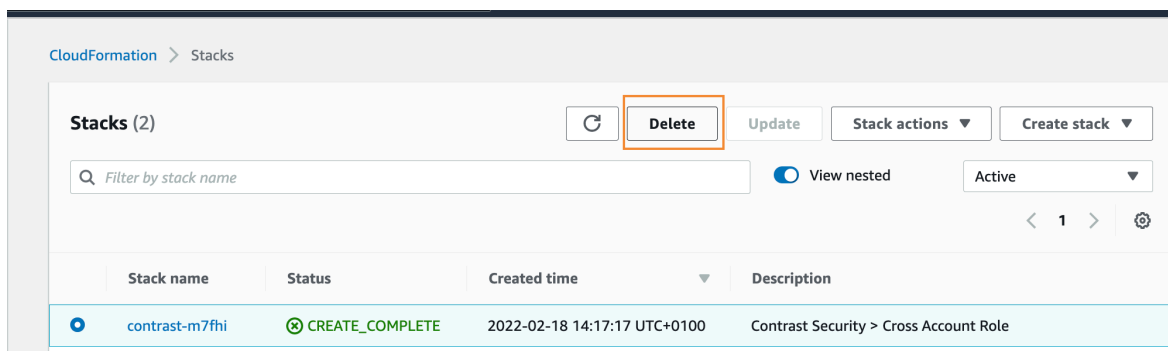 CloudFormation > Stacks
Stacks (2)
Delete
Update
Stack actions
Create stack
Filter by stack name
View nested
Active
1
Stack name Status Created time Description
contrast-m7fhi CREATE_COMPLETE 2022-02-18 14:17:17 UTC+0100 Contrast Security > Cross Account Role